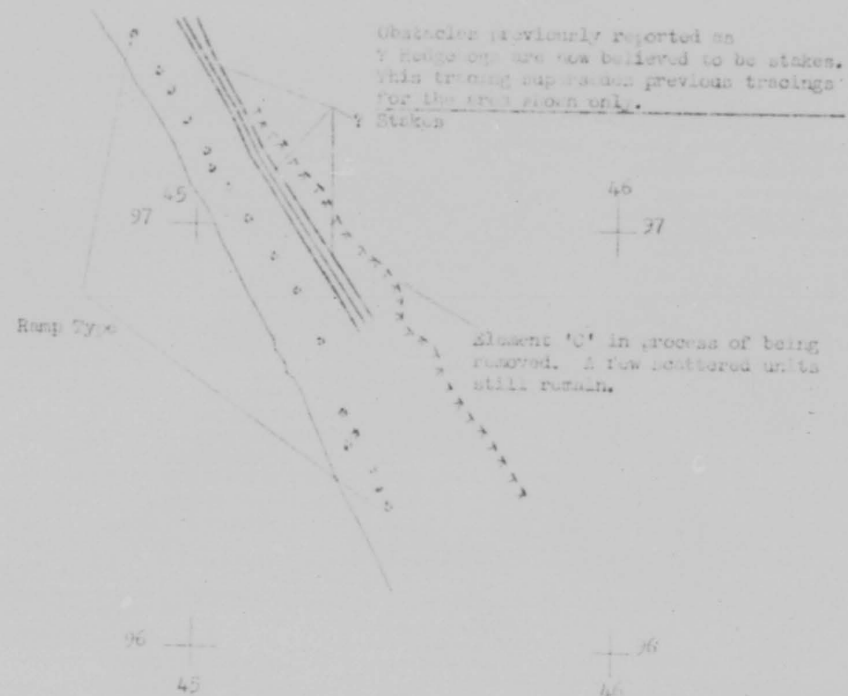 Obstacles previously reported as
? Hedgehogs are now believed to be stakes.
This tracing supersedes previous tracings
for the area shown only.
? Stakes
45
97
46
97
Ramp Type
Element 'C' in process of being
removed. A few scattered units
still remain.
96
45
96
46